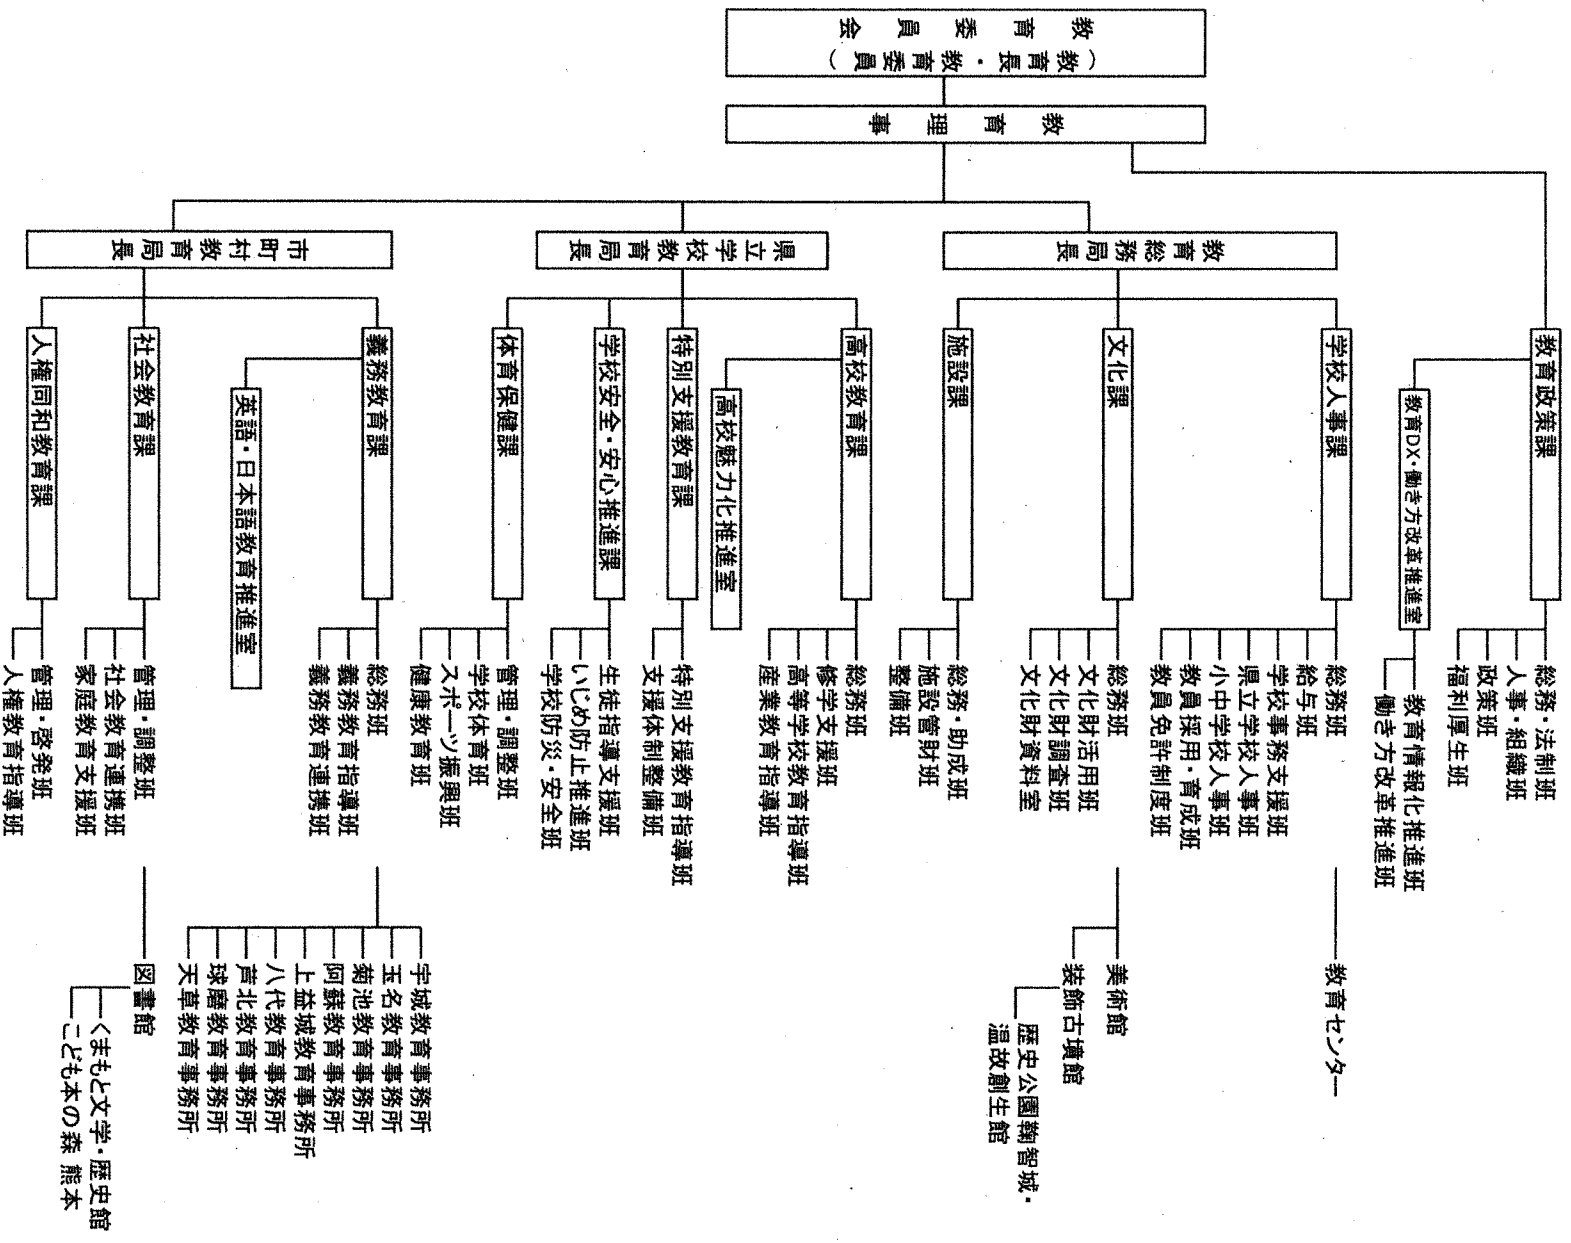 教育委員会
（教育長・教育委員）
教育理事
教育政策課
総務・法制班
人事・組織班
政策班
福利厚生班
教育DX・働き方改革推進室
教育情報化推進班
働き方改革推進班
教育総務局長
学校人事課
総務班
給与班
学校事務支援班
県立学校人事班
小中学校人事班
教員採用・育成班
教員免許制度班
教育センター
文化課
総務班
文化財活用班
文化財調査班
文化財資料室
美術館
装飾古墳館
歴史公園鞠智城・
温故創生館
施設課
総務・助成班
施設管財班
整備班
県立学校教育局長
高校教育課
総務班
修学支援班
高等学校教育指導班
産業教育指導班
高校魅力化推進室
特別支援教育課
特別支援教育指導班
支援体制整備班
学校安全・安心推進課
生徒指導支援班
いじめ防止推進班
学校防災・安全班
体育保健課
管理・調整班
学校体育班
スポーツ振興班
健康教育班
市町村教育局長
義務教育課
総務班
義務教育指導班
義務教育連携班
英語・日本語教育推進室
宇城教育事務所
玉名教育事務所
菊池教育事務所
阿蘇教育事務所
上益城教育事務所
八代教育事務所
芦北教育事務所
球磨教育事務所
天草教育事務所
社会教育課
管理・調整班
社会教育連携班
家庭教育支援班
図書館
くまもと文学・歴史館
こども本の森 熊本
人権同和教育課
管理・啓発班
人権教育指導班